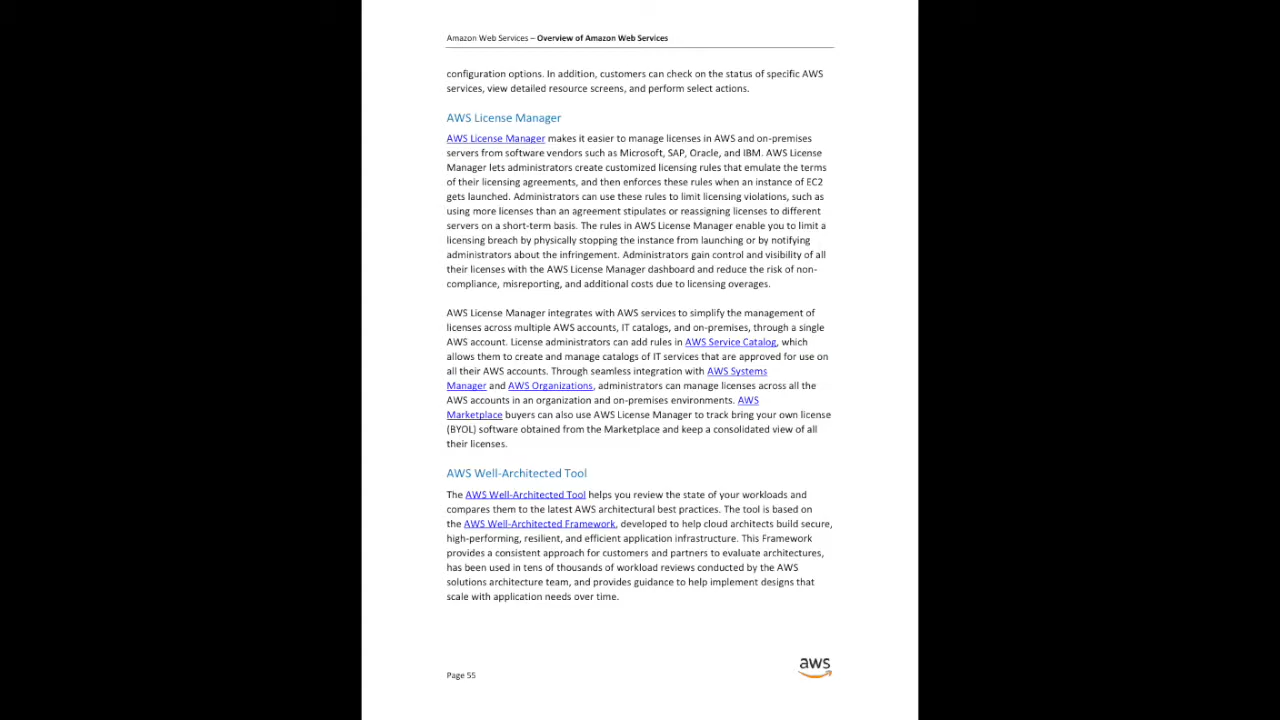 Amazon Web Services – Overview of Amazon Web Services
configuration options. In addition, customers can check on the status of specific AWS
services, view detailed resource screens, and perform select actions.
AWS License Manager
AWS License Manager makes it easier to manage licenses in AWS and on-premises
servers from software vendors such as Microsoft, SAP, Oracle, and IBM. AWS License
Manager lets administrators create customized licensing rules that emulate the terms
of their licensing agreements, and then enforces these rules when an instance of EC2
gets launched. Administrators can use these rules to limit licensing violations, such as
using more licenses than an agreement stipulates or reassigning licenses to different
servers on a short-term basis. The rules in AWS License Manager enable you to limit a
licensing breach by physically stopping the instance from launching or by notifying
administrators about the infringement. Administrators gain control and visibility of all
their licenses with the AWS License Manager dashboard and reduce the risk of non-
compliance, misreporting, and additional costs due to licensing overages.
AWS License Manager integrates with AWS services to simplify the management of
licenses across multiple AWS accounts, IT catalogs, and on-premises, through a single
AWS account. License administrators can add rules in AWS Service Catalog, which
allows them to create and manage catalogs of IT services that are approved for use on
all their AWS accounts. Through seamless integration with AWS Systems
Manager and AWS Organizations, administrators can manage licenses across all the
AWS accounts in an organization and on-premises environments. AWS
Marketplace buyers can also use AWS License Manager to track bring your own license
(BYOL) software obtained from the Marketplace and keep a consolidated view of all
their licenses.
AWS Well-Architected Tool
The AWS Well-Architected Tool helps you review the state of your workloads and
compares them to the latest AWS architectural best practices. The tool is based on
the AWS Well-Architected Framework, developed to help cloud architects build secure,
high-performing, resilient, and efficient application infrastructure. This Framework
provides a consistent approach for customers and partners to evaluate architectures,
has been used in tens of thousands of workload reviews conducted by the AWS
solutions architecture team, and provides guidance to help implement designs that
scale with application needs over time.
aws
Page 55